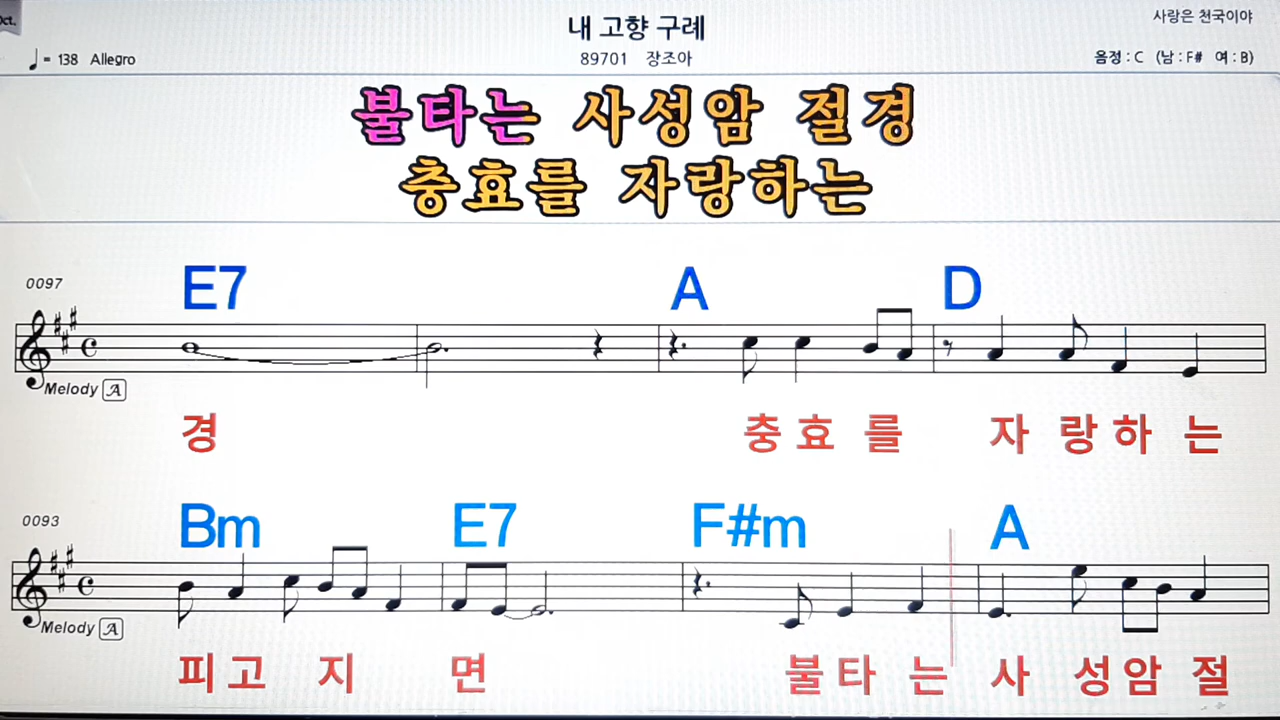 Oct.
내 고향 구례
사랑은 천국이야
♩= 138 Allegro
89701 장조아
음정 : C (남 : F# 여 : B)
불타는 사성암 절경
충효를 자랑하는
0097
E7 A D
Melody A
경 충효를 자랑하는
0093
Bm E7 F#m A
Melody A
피고지면 불타는 사성암절